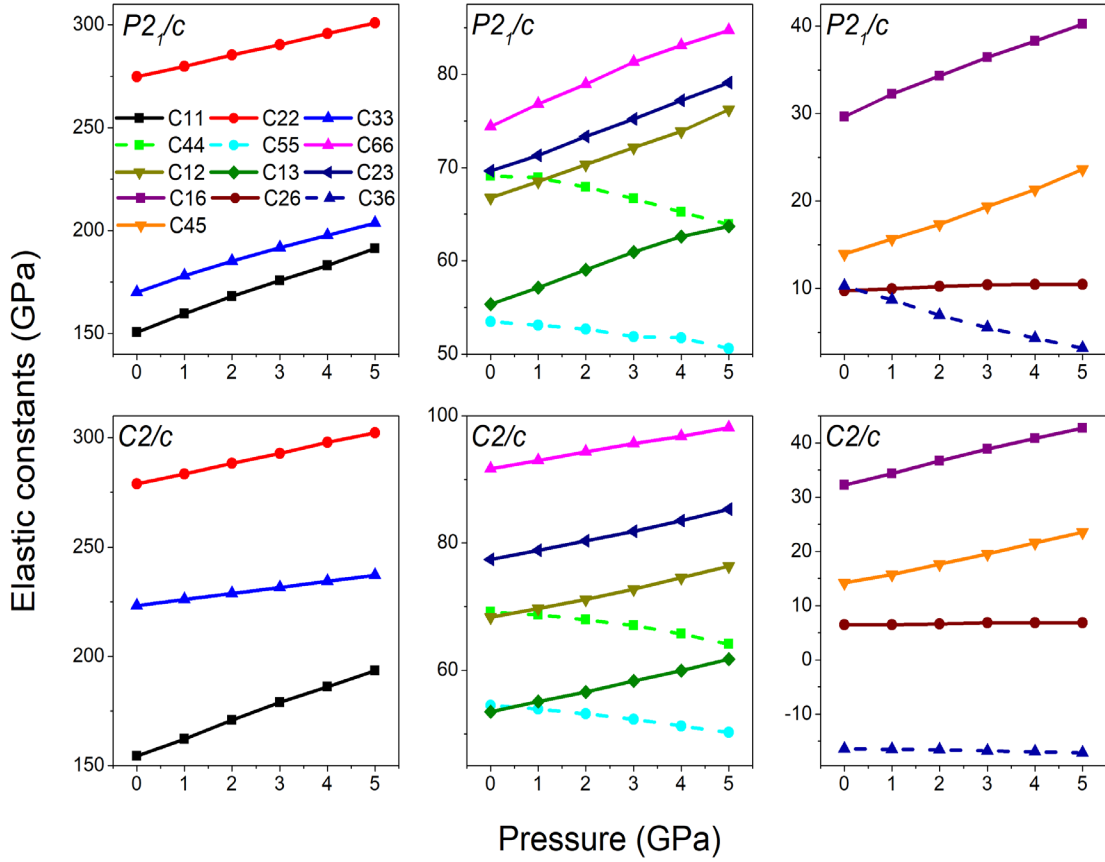 P2₁/c
300
250
200
150
0 1 2 3 4 5
C11 C22 C33
C44 C55 C66
C12 C13 C23
C16 C26 C36
C45
P2₁/c
80
70
60
50
0 1 2 3 4 5
P2₁/c
40
30
20
10
0 1 2 3 4 5
C2/c
300
250
200
150
0 1 2 3 4 5
C2/c
100
80
60
0 1 2 3 4 5
C2/c
40
30
20
10
0
-10
0 1 2 3 4 5
Elastic constants (GPa)
Pressure (GPa)